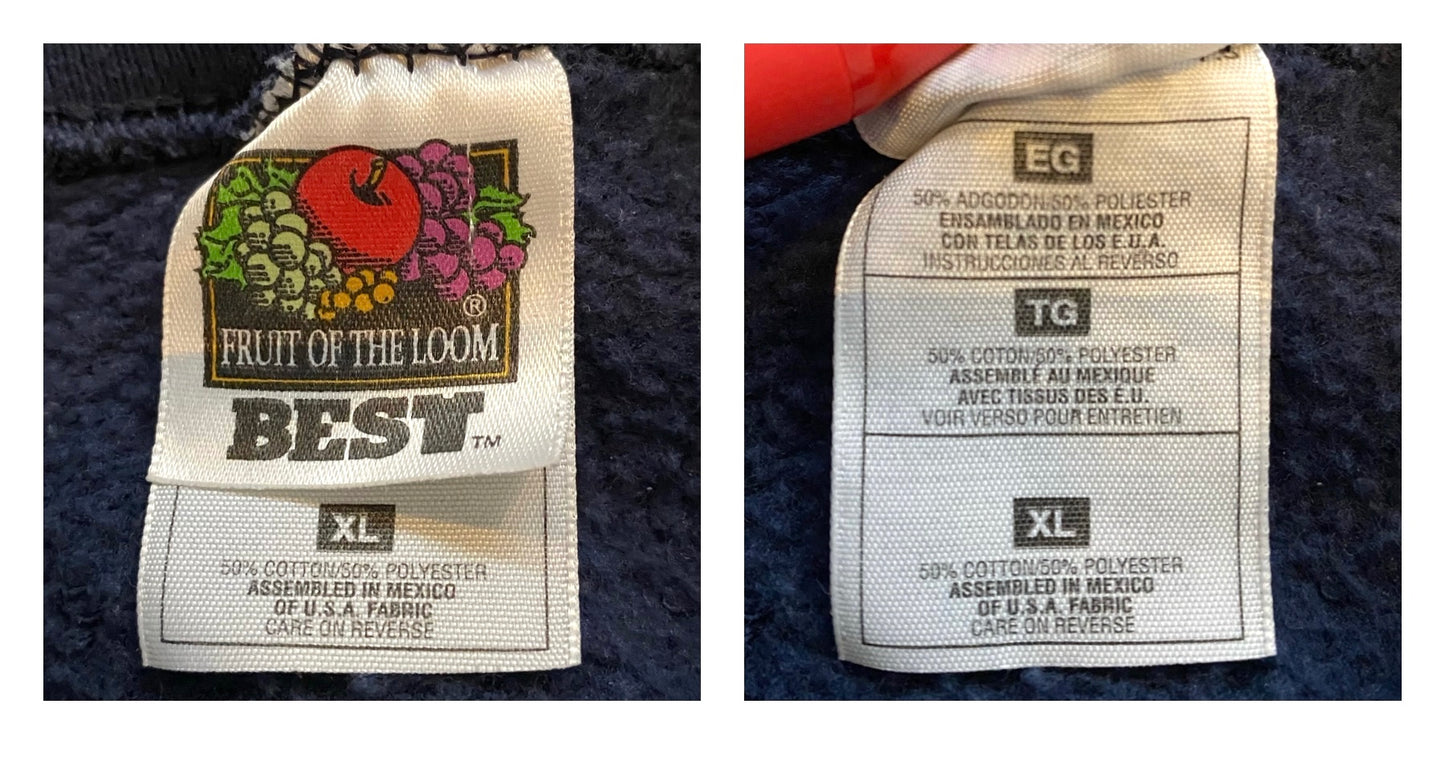 FRUIT OF THE LOOM
®
BEST™
XL
50% COTTON/50% POLYESTER
ASSEMBLED IN MEXICO
OF U.S.A. FABRIC
CARE ON REVERSE
EG
50% ADGODON/50% POLIESTER
ENSAMBLADO EN MEXICO
CON TELAS DE LOS E.U.A.
INSTRUCCIONES AL REVERSO
TG
50% COTON/50% POLYESTER
ASSEMBLÉ AU MEXIQUE
AVEC TISSUS DES É.U.
VOIR VERSO POUR ENTRETIEN
XL
50% COTTON/50% POLYESTER
ASSEMBLED IN MEXICO
OF U.S.A. FABRIC
CARE ON REVERSE